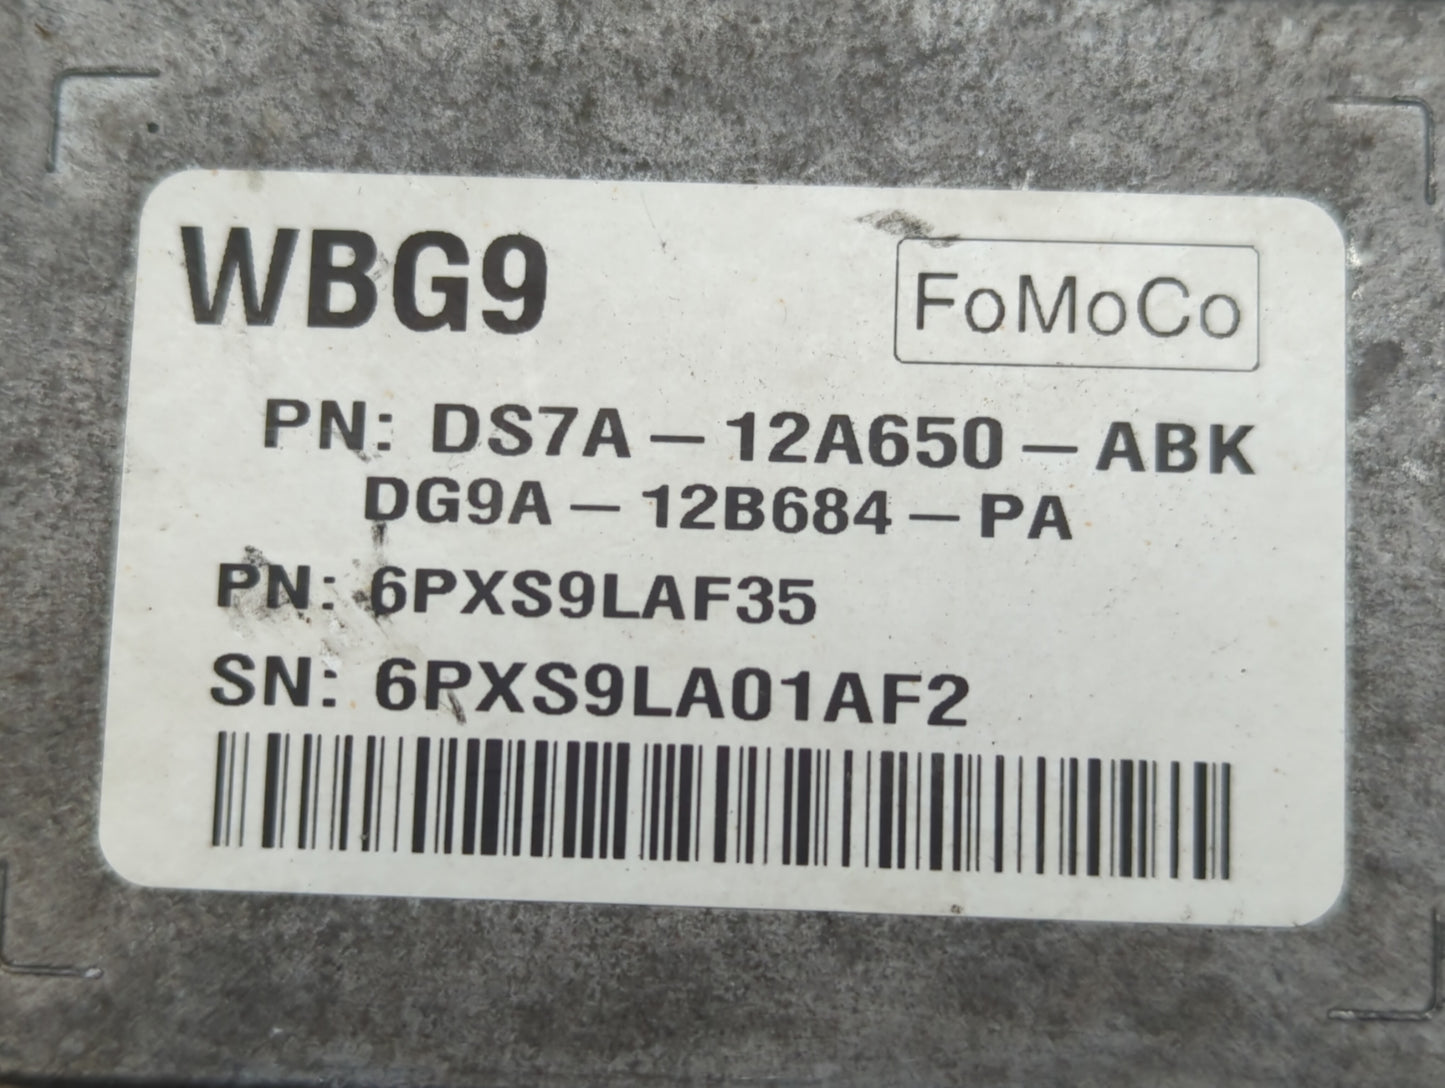 WBG9
FoMoCo
PN: DS7A-12A650-ABK
DG9A-12B684-PA
PN: 6PXS9LAF35
SN: 6PXS9LA01AF2